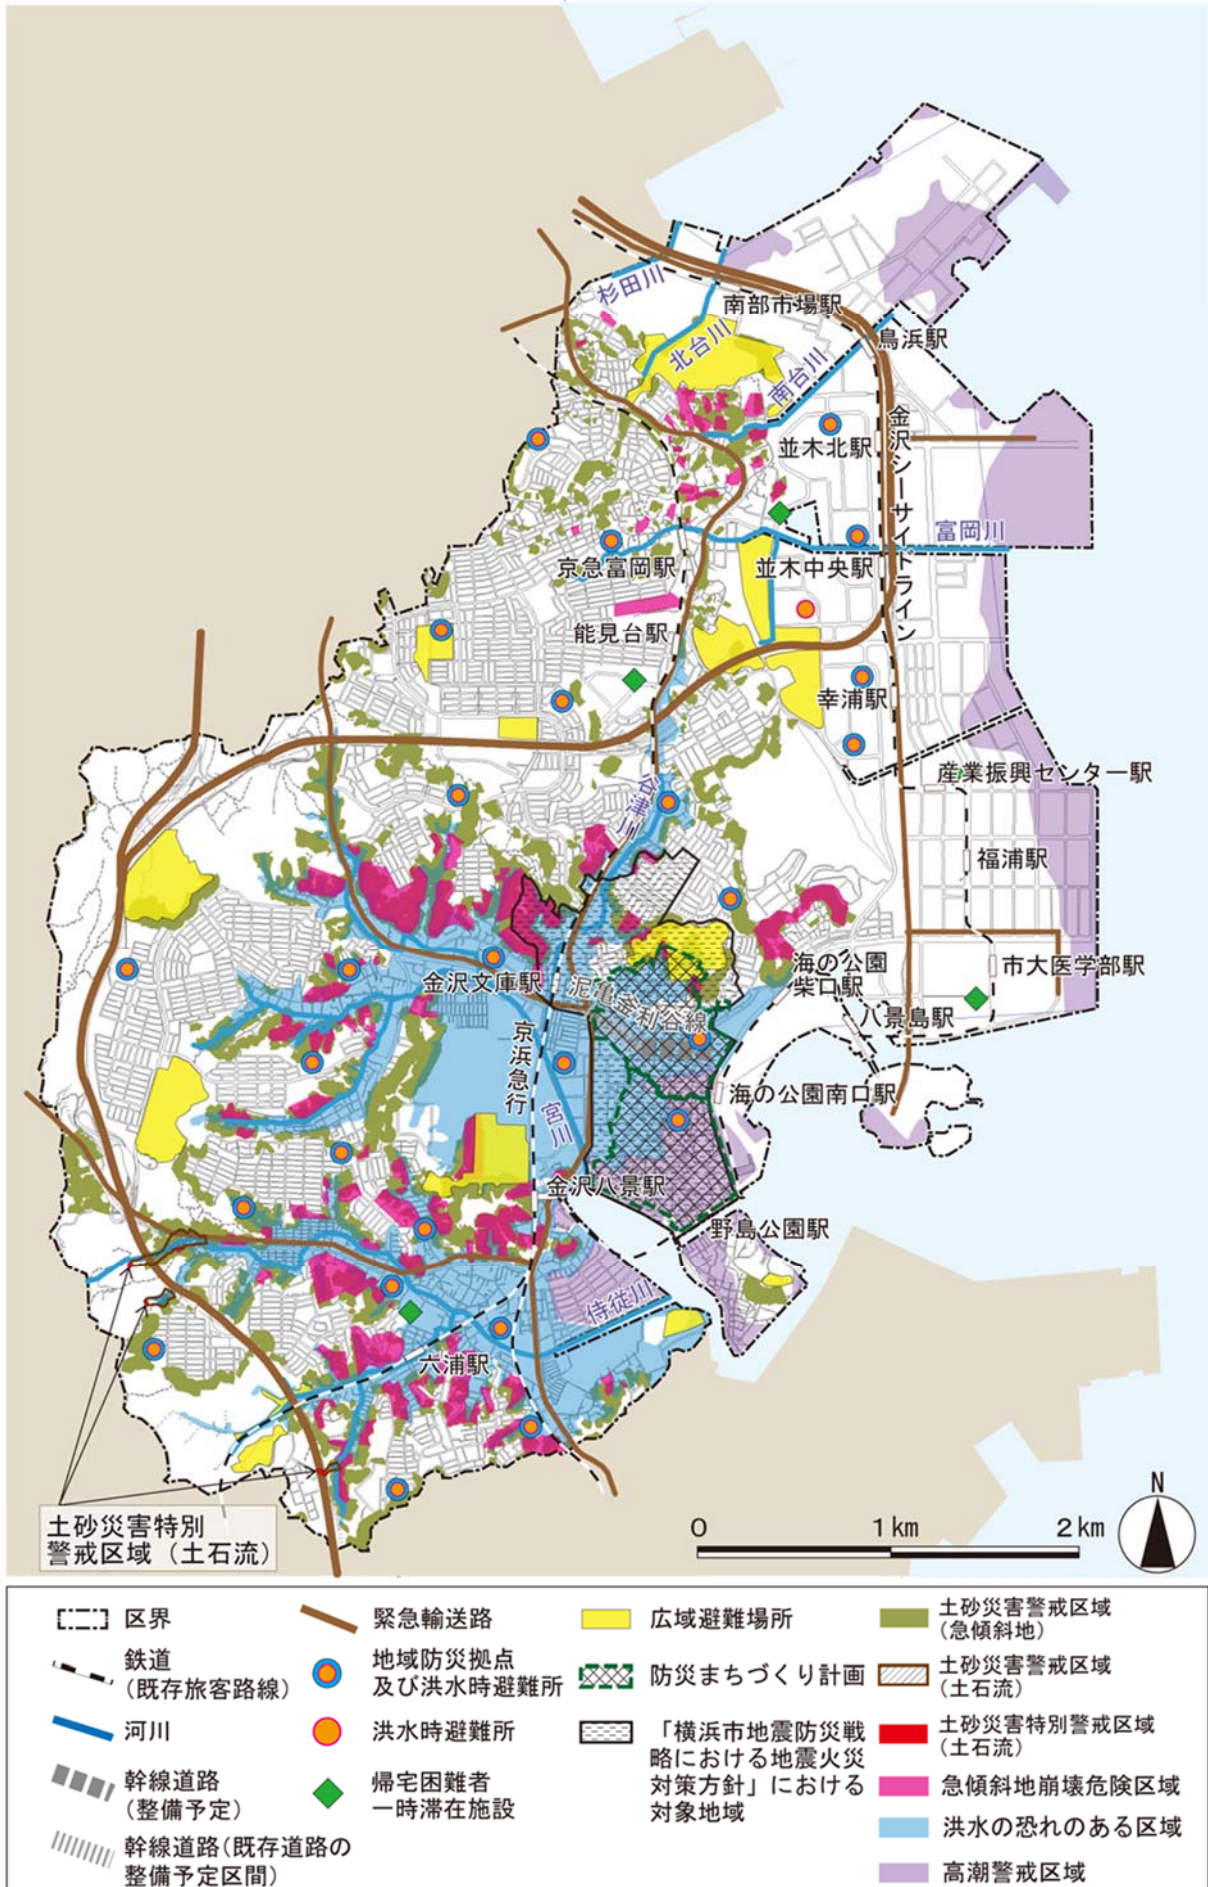 杉田川
南部市場駅
鳥浜駅
北台川
南台川
並木北駅
金沢シーサイドライン
富岡川
京急富岡駅
並木中央駅
能見台駅
幸浦駅
谷津川
産業振興センター駅
福浦駅
海の公園
柴口駅
市大医学部駅
金沢文庫駅
泥亀釜利谷線
八景島駅
京浜急行
海の公園南口駅
宮川
金沢八景駅
野島公園駅
侍従川
六浦駅
土砂災害特別
警戒区域（土石流）
N
0 1km 2km
区界
鉄道
（既存旅客路線）
河川
幹線道路
（整備予定）
幹線道路（既存道路の
整備予定区間）
緊急輸送路
地域防災拠点
及び洪水時避難所
洪水時避難所
帰宅困難者
一時滞在施設
広域避難場所
防災まちづくり計画
「横浜市地震防災戦
略における地震火災
対策方針」における
対象地域
土砂災害警戒区域
（急傾斜地）
土砂災害警戒区域
（土石流）
土砂災害特別警戒区域
（土石流）
急傾斜地崩壊危険区域
洪水の恐れのある区域
高潮警戒区域